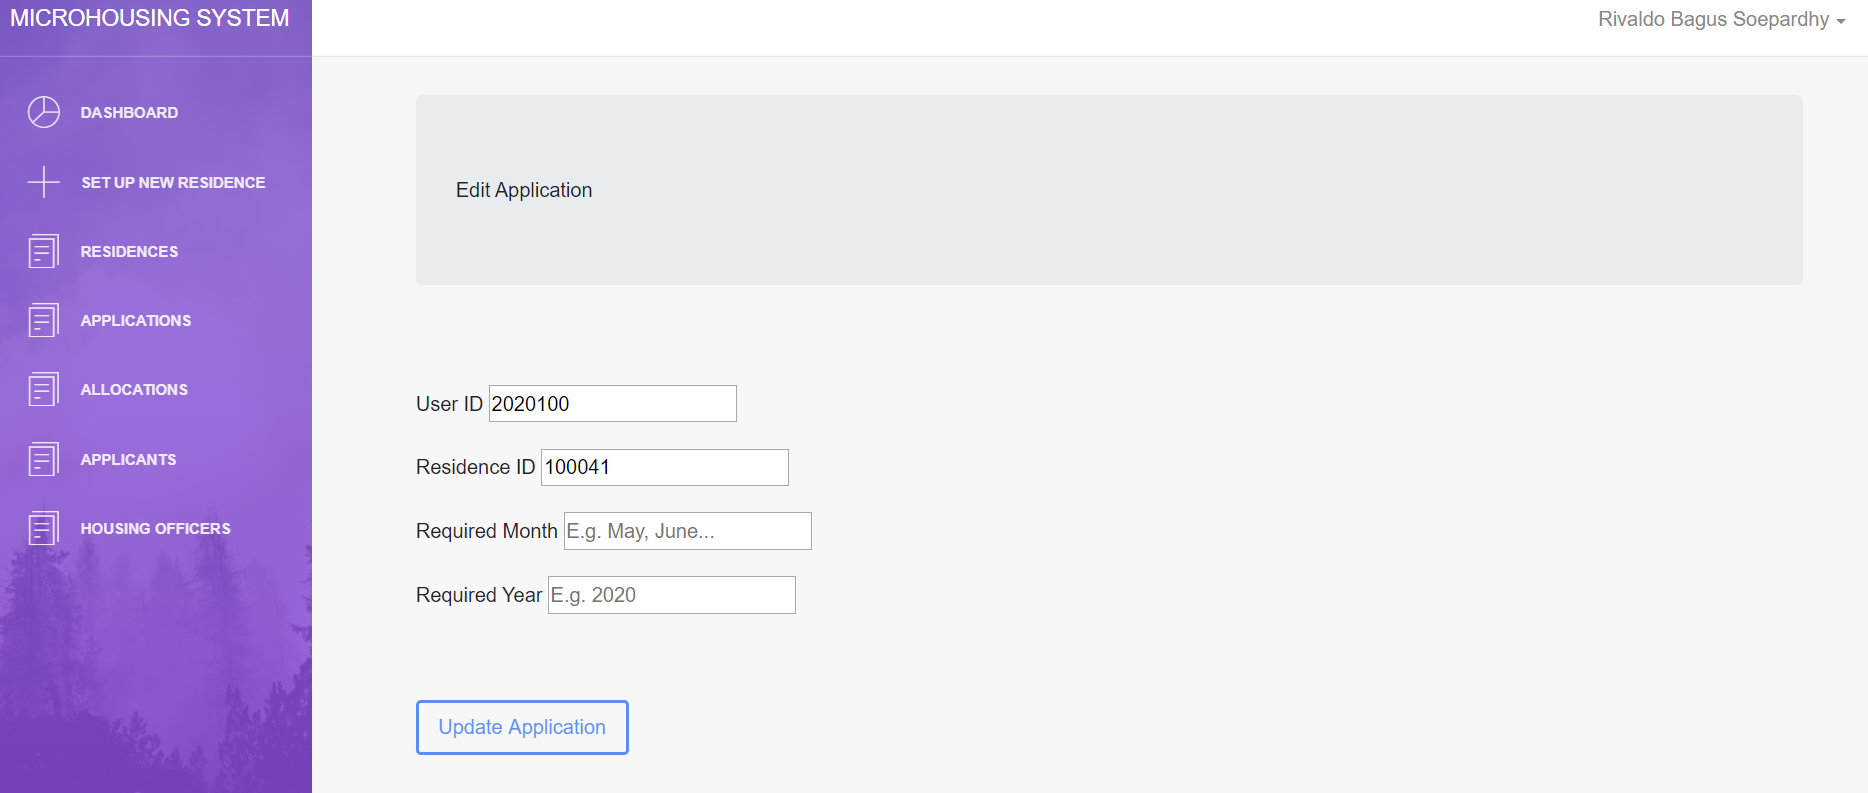 MICROHOUSING SYSTEM
Rivaldo Bagus Soepardhy
DASHBOARD
SET UP NEW RESIDENCE
RESIDENCES
APPLICATIONS
ALLOCATIONS
APPLICANTS
HOUSING OFFICERS
Edit Application
User ID 2020100
Residence ID 100041
Required Month E.g. May, June...
Required Year E.g. 2020
Update Application